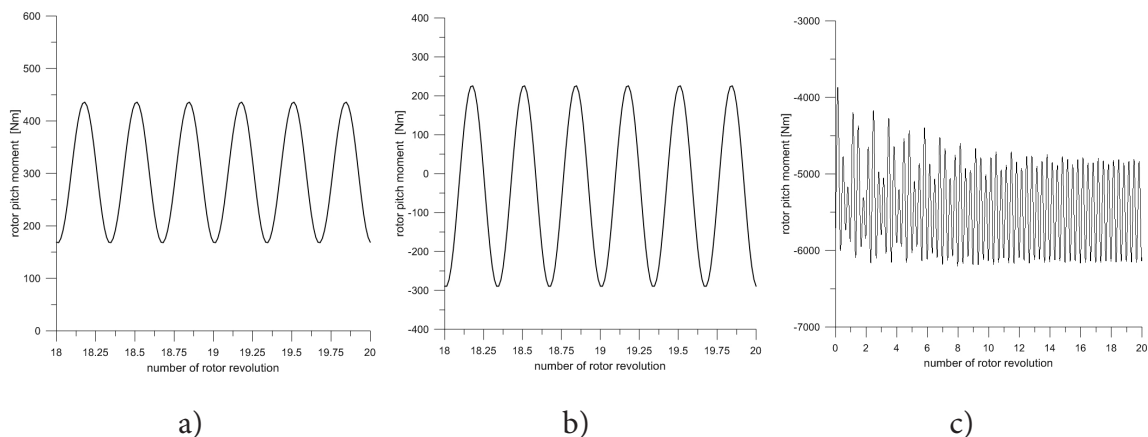 600
500
400
300
200
100
0
rotor pitch moment [Nm]
18 18.25 18.5 18.75 19 19.25 19.5 19.75 20
number of rotor revolution
a)
400
300
200
100
0
-100
-200
-300
-400
rotor pitch moment [Nm]
18 18.25 18.5 18.75 19 19.25 19.5 19.75 20
number of rotor revolution
b)
-3000
-4000
-5000
-6000
-7000
rotor pitch moment [Nm]
0 2 4 6 8 10 12 14 16 18 20
number of rotor revolution
c)